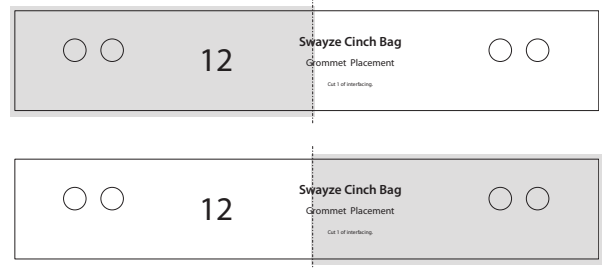 12
Swayze Cinch Bag
Grommet Placement
Cut 1 of interfacing.
12
Swayze Cinch Bag
Grommet Placement
Cut 1 of interfacing.